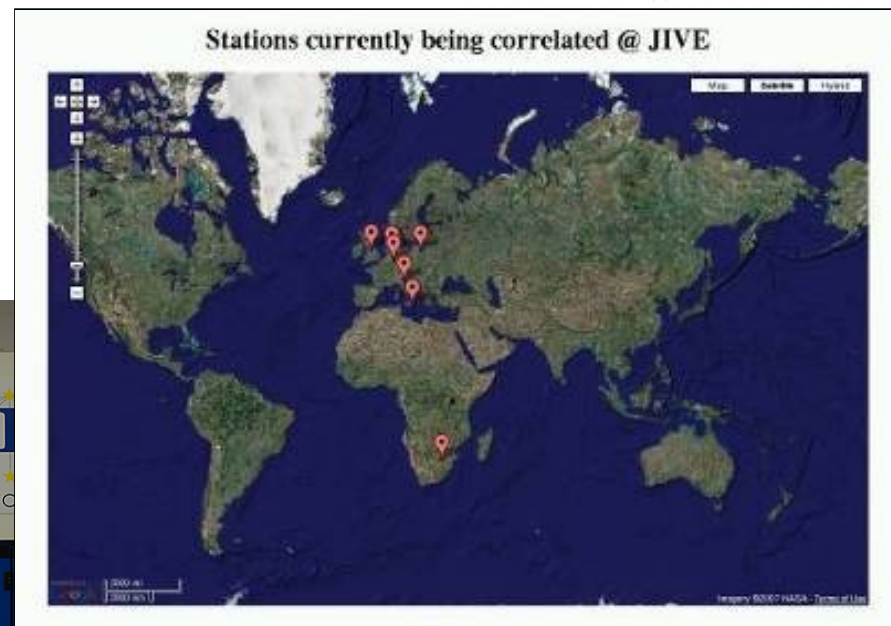 Stations currently being correlated @ JIVE
Map Satellite Hybrid
Imagery ©2007 NASA - Terms of Use